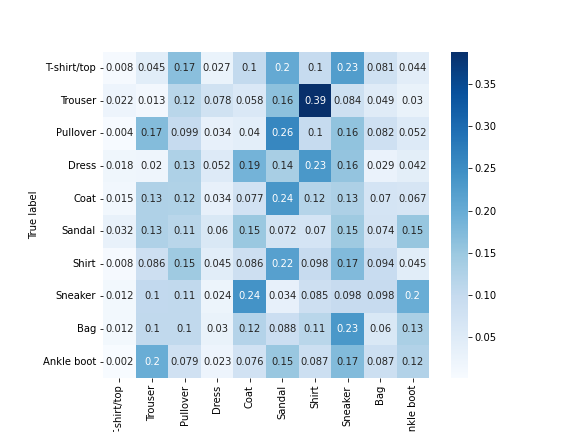 T-shirt/top 0.008 0.045 0.17 0.027 0.1 0.2 0.1 0.23 0.081 0.044
Trouser 0.022 0.013 0.12 0.078 0.058 0.16 0.39 0.084 0.049 0.03
Pullover 0.004 0.17 0.099 0.034 0.04 0.26 0.1 0.16 0.082 0.052
Dress 0.018 0.02 0.13 0.052 0.19 0.14 0.23 0.16 0.029 0.042
Coat 0.015 0.13 0.12 0.034 0.077 0.24 0.12 0.13 0.07 0.067
Sandal 0.032 0.13 0.11 0.06 0.15 0.072 0.07 0.15 0.074 0.15
Shirt 0.008 0.086 0.15 0.045 0.086 0.22 0.098 0.17 0.094 0.045
Sneaker 0.012 0.1 0.11 0.024 0.24 0.034 0.085 0.098 0.098 0.2
Bag 0.012 0.1 0.1 0.03 0.12 0.088 0.11 0.23 0.06 0.13
Ankle boot 0.002 0.2 0.079 0.023 0.076 0.15 0.087 0.17 0.087 0.12
True label
-shirt/top
Trouser
Pullover
Dress
Coat
Sandal
Shirt
Sneaker
Bag
nkle boot
0.35
0.30
0.25
0.20
0.15
0.10
0.05